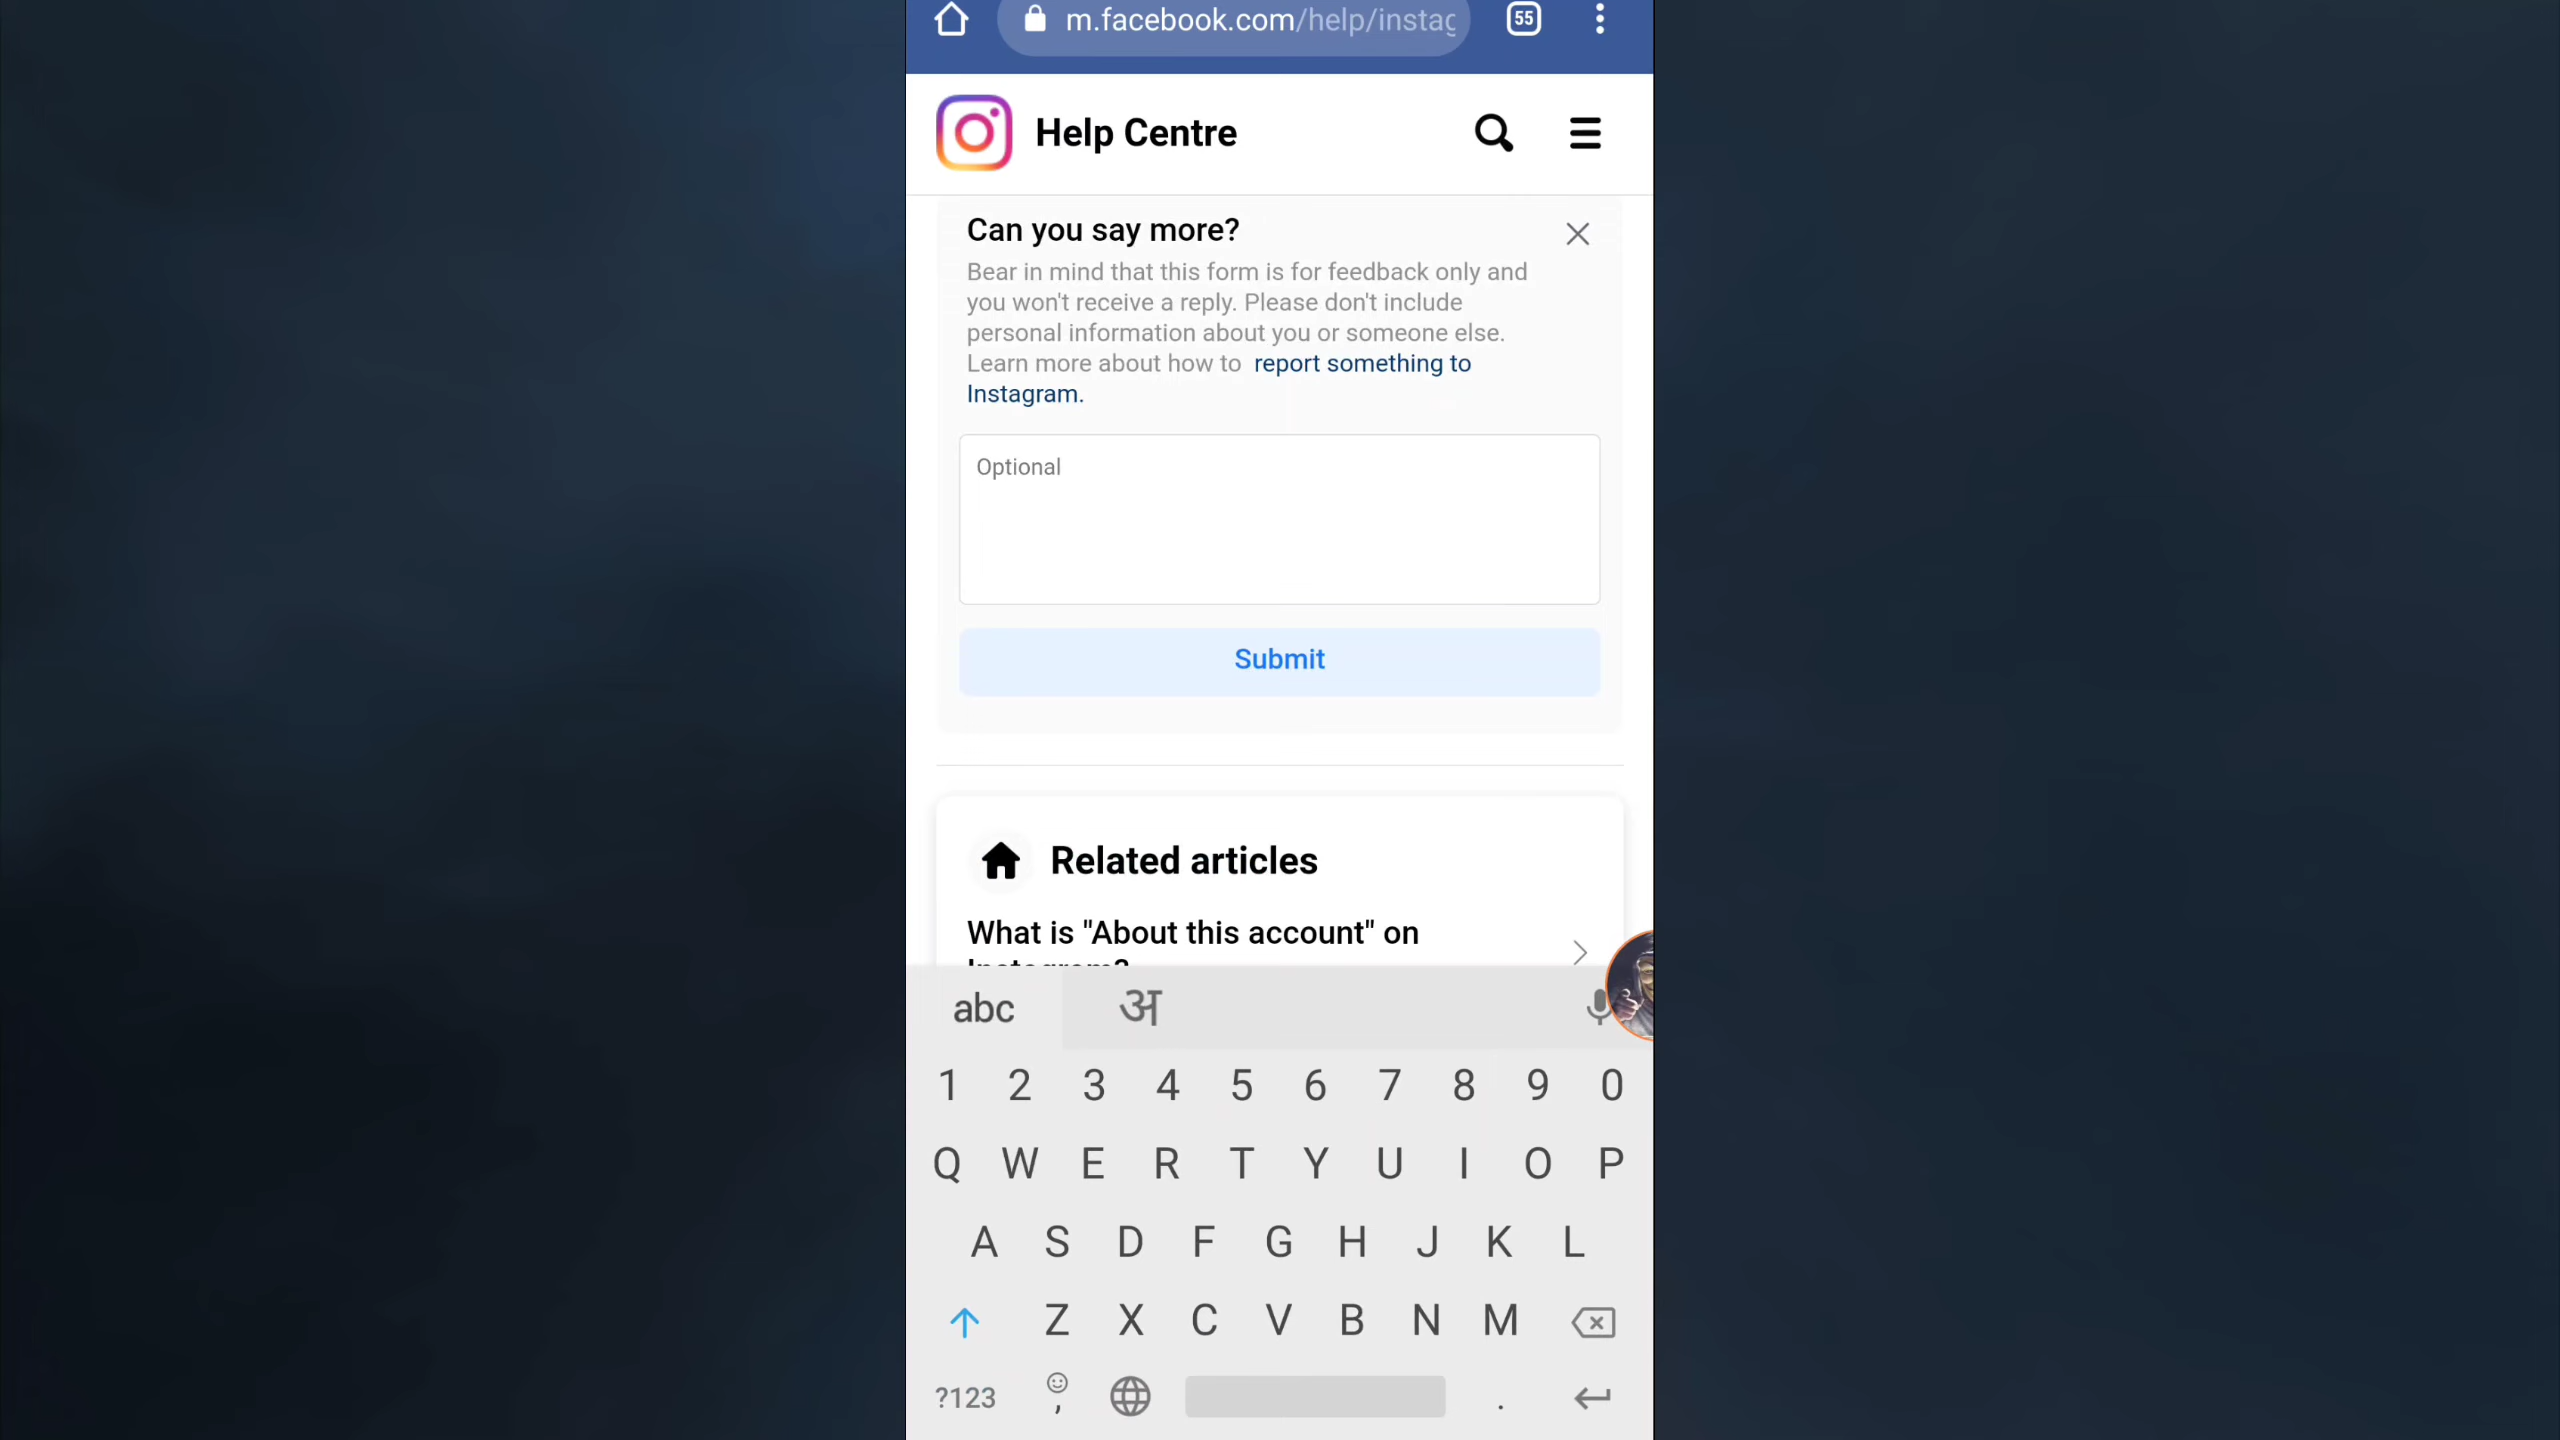 m.facebook.com/help/instag
55
Help Centre
Can you say more?
Bear in mind that this form is for feedback only and
you won't receive a reply. Please don't include
personal information about you or someone else.
Learn more about how to report something to
Instagram.
Optional
Submit
Related articles
What is "About this account" on
Instagram?
abc अ
1 2 3 4 5 6 7 8 9 0
Q W E R T Y U I O P
A S D F G H J K L
Z X C V B N M
?123 , .